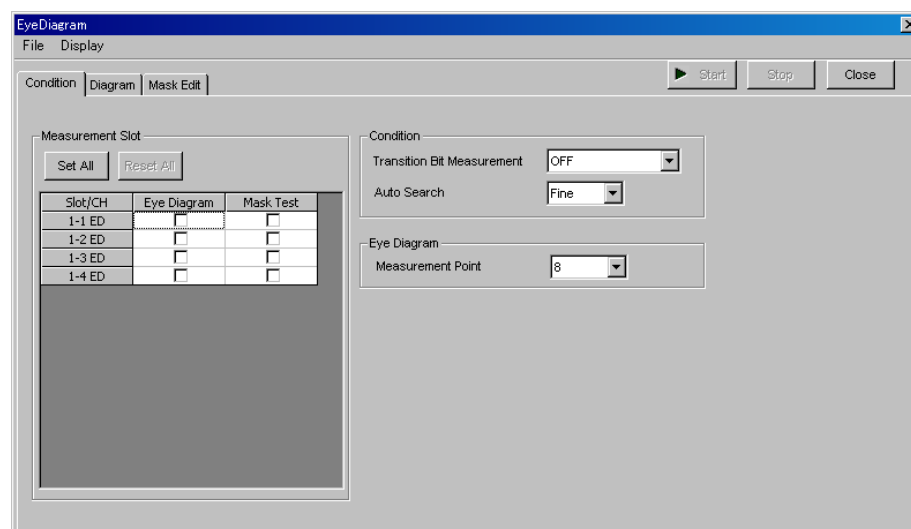 EyeDiagram
File Display
Start Stop Close
Condition Diagram Mask Edit
Measurement Slot
Set All Reset All
Slot/CH Eye Diagram Mask Test
1-1 ED
1-2 ED
1-3 ED
1-4 ED
Condition
Transition Bit Measurement OFF
Auto Search Fine
Eye Diagram
Measurement Point 8